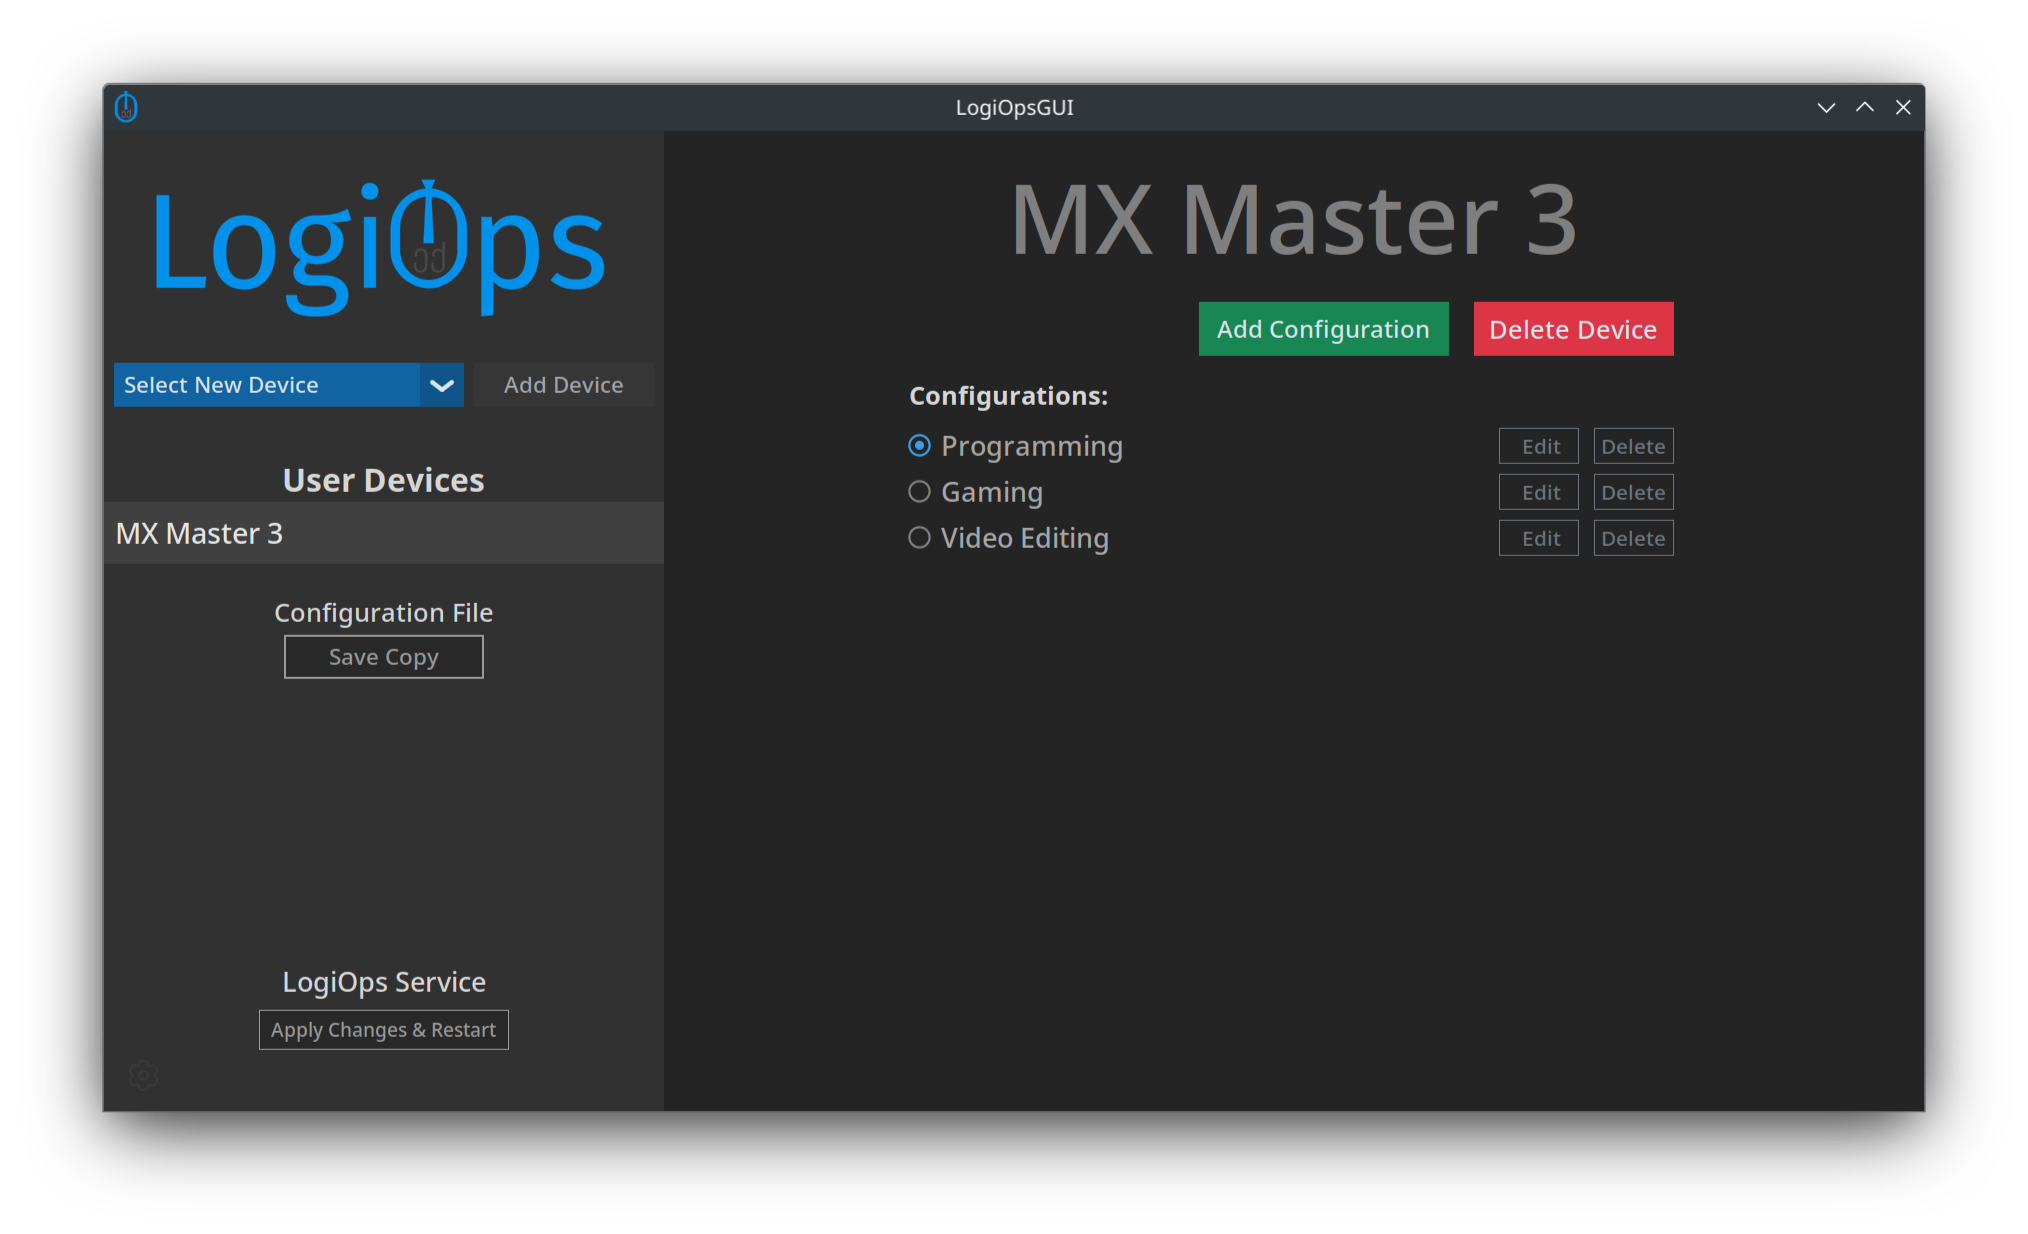 LogiOpsGUI
LogiOps
Select New Device
Add Device
User Devices
MX Master 3
Configuration File
Save Copy
LogiOps Service
Apply Changes & Restart
MX Master 3
Add Configuration
Delete Device
Configurations:
Programming
Edit
Delete
Gaming
Edit
Delete
Video Editing
Edit
Delete